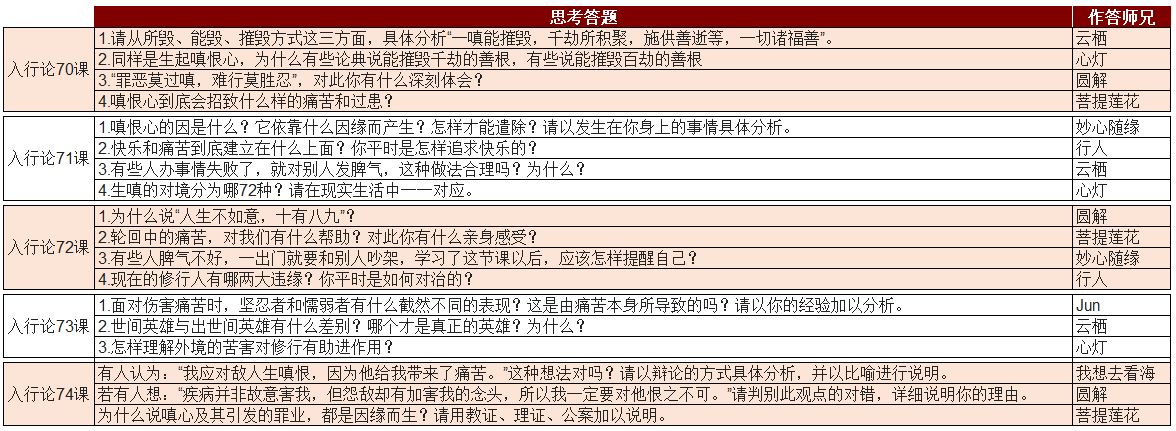 思考答题 作答师兄
入行论70课
1.请从所毁、能毁、摧毁方式这三方面，具体分析“一嗔能摧毁，千劫所积聚，施供善逝等，一切诸福善”。 云栖
2.同样是生起嗔恨心，为什么有些论典说能摧毁千劫的善根，有些说能摧毁百劫的善根 心灯
3.“罪恶莫过嗔，难行莫胜忍”，对此你有什么深刻体会？ 圆解
4.嗔恨心到底会招致什么样的痛苦和过患？ 菩提莲花
入行论71课
1.嗔恨心的因是什么？它依靠什么因缘而产生？怎样才能遣除？请以发生在你身上的事情具体分析。 妙心随缘
2.快乐和痛苦到底建立在什么上面？你平时是怎样追求快乐的？ 行人
3.有些人办事情失败了，就对别人发脾气，这种做法合理吗？为什么？ 云栖
4.生嗔的对境分为哪72种？请在现实生活中一一对应。 心灯
入行论72课
1.为什么说“人生不如意，十有八九”？ 圆解
2.轮回中的痛苦，对我们有什么帮助？对此你有什么亲身感受？ 菩提莲花
3.有些人脾气不好，一出门就要和别人吵架，学习了这节课以后，应该怎样提醒自己？ 妙心随缘
4.现在的修行人有哪两大违缘？你平时是如何对治的？ 行人
入行论73课
1.面对伤害痛苦时，坚忍者和懦弱者有什么截然不同的表现？这是由痛苦本身所导致的吗？请以你的经验加以分析。 Jun
2.世间英雄与出世间英雄有什么差别？哪个才是真正的英雄？为什么？ 云栖
3.怎样理解外境的苦害对修行有助进作用？ 心灯
入行论74课
有人认为：“我应对敌人生嗔恨，因为他给我带来了痛苦。”这种想法对吗？请以辩论的方式具体分析，并以比喻进行说明。 我想去看海
若有人想：“疾病并非故意害我，但怨敌却有加害我的念头，所以我一定要对他恨之不可。”请判别此观点的对错，详细说明你的理由。 圆解
为什么说嗔心及其引发的罪业，都是因缘而生？请用教证、理证、公案加以说明。 菩提莲花